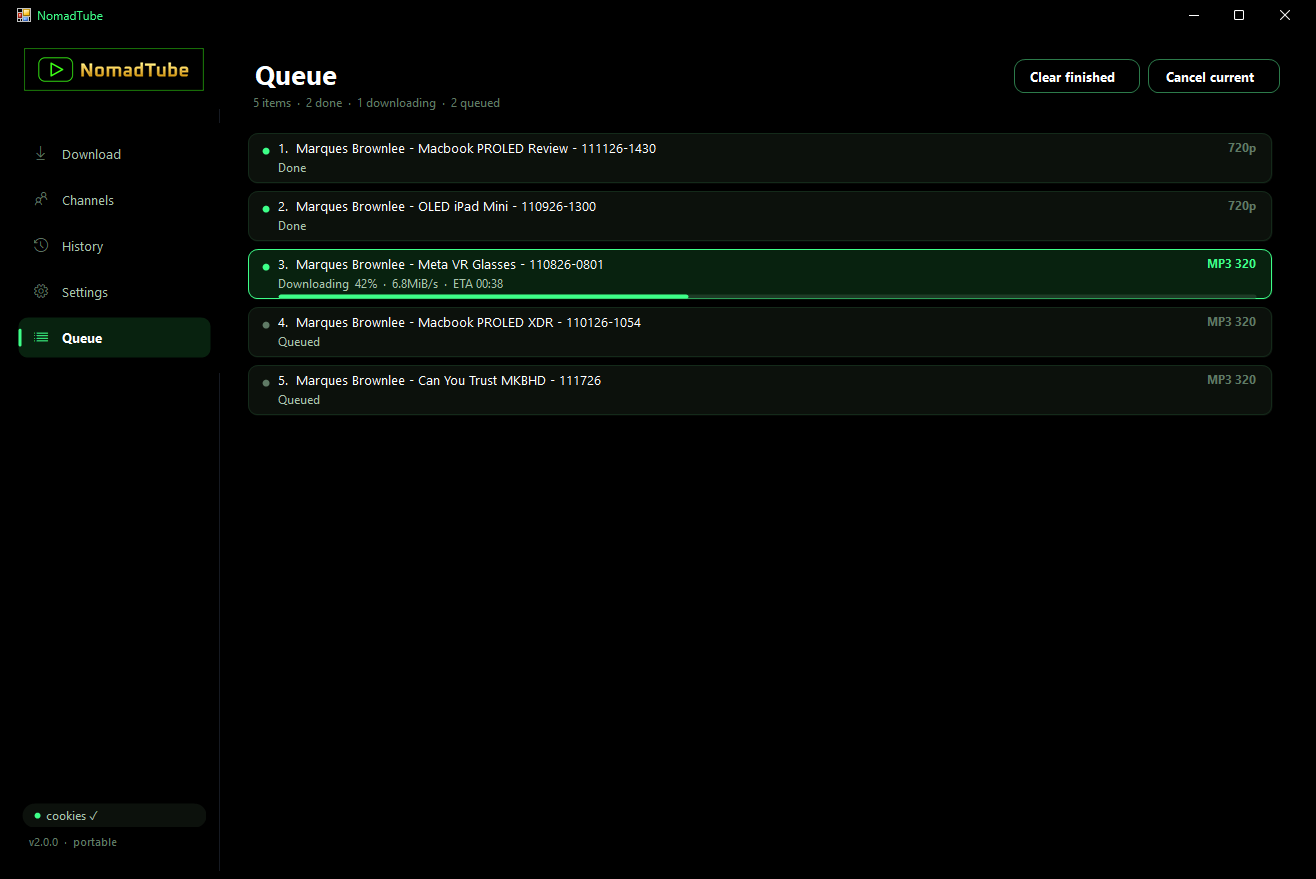 NomadTube
NomadTube
Download
Channels
History
Settings
Queue
cookies ✓
v2.0.0 · portable
Queue
5 items · 2 done · 1 downloading · 2 queued
Clear finished
Cancel current
1. Marques Brownlee - Macbook PROLED Review - 111126-1430
720p
Done
2. Marques Brownlee - OLED iPad Mini - 110926-1300
720p
Done
3. Marques Brownlee - Meta VR Glasses - 110826-0801
MP3 320
Downloading 42% · 6.8MiB/s · ETA 00:38
4. Marques Brownlee - Macbook PROLED XDR - 110126-1054
MP3 320
Queued
5. Marques Brownlee - Can You Trust MKBHD - 111726
MP3 320
Queued